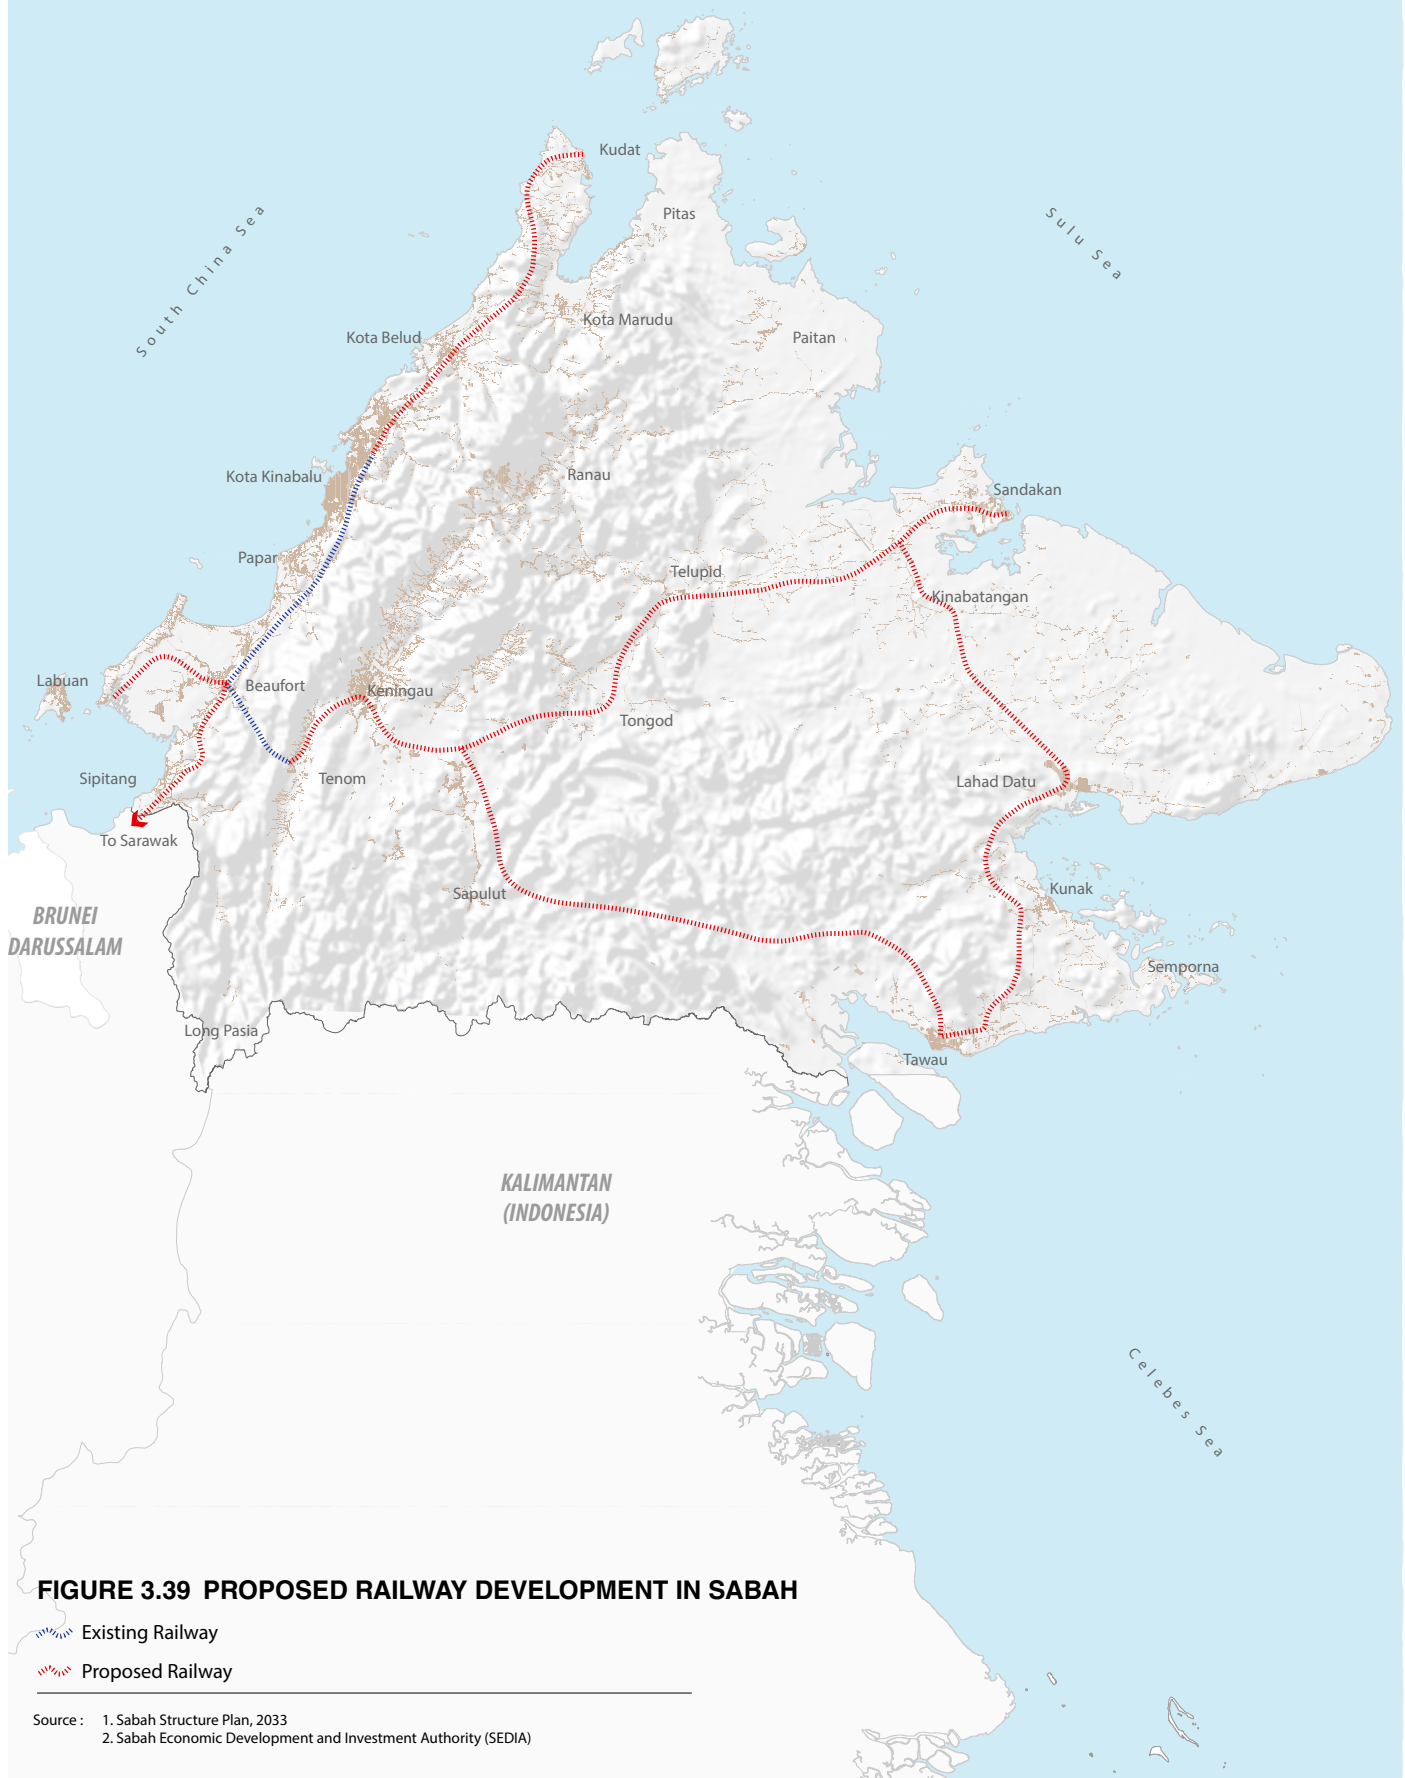 Kudat
Pitas
South China Sea
Sulu Sea
Kota Marudu
Kota Belud
Paitan
Ranau
Kota Kinabalu
Sandakan
Papar
Telupid
Kinabatangan
Labuan
Beaufort
Keningau
Tongod
Sipitang
Tenom
Lahad Datu
To Sarawak
Sapulut
Kunak
BRUNEI
DARUSSALAM
Semporna
Long Pasia
Tawau
KALIMANTAN
(INDONESIA)
Celebes Sea
FIGURE 3.39 PROPOSED RAILWAY DEVELOPMENT IN SABAH
Existing Railway
Proposed Railway
Source : 1. Sabah Structure Plan, 2033
2. Sabah Economic Development and Investment Authority (SEDIA)